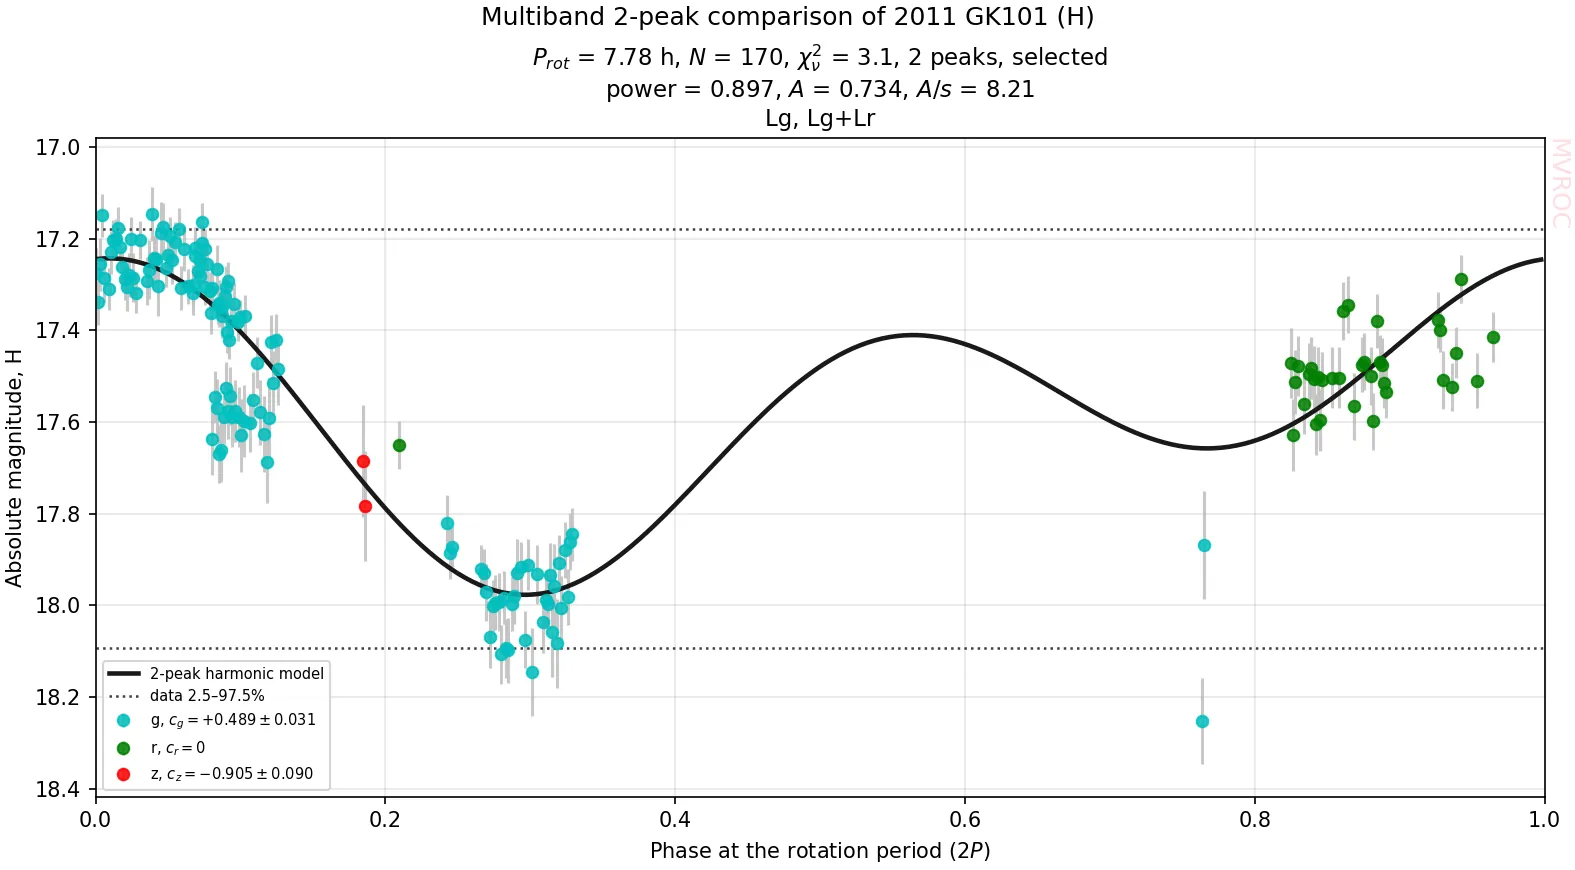 Multiband 2-peak comparison of 2011 GK101 (H)
P_rot = 7.78 h, N = 170, χ²_ν = 3.1, 2 peaks, selected
power = 0.897, A = 0.734, A/s = 8.21
Lg, Lg+Lr
MVROC
17.0
17.2
17.4
17.6
17.8
18.0
18.2
18.4
Absolute magnitude, H
2-peak harmonic model
data 2.5–97.5%
g, c_g = +0.489 ± 0.031
r, c_r = 0
z, c_z = −0.905 ± 0.090
0.0 0.2 0.4 0.6 0.8 1.0
Phase at the rotation period (2P)